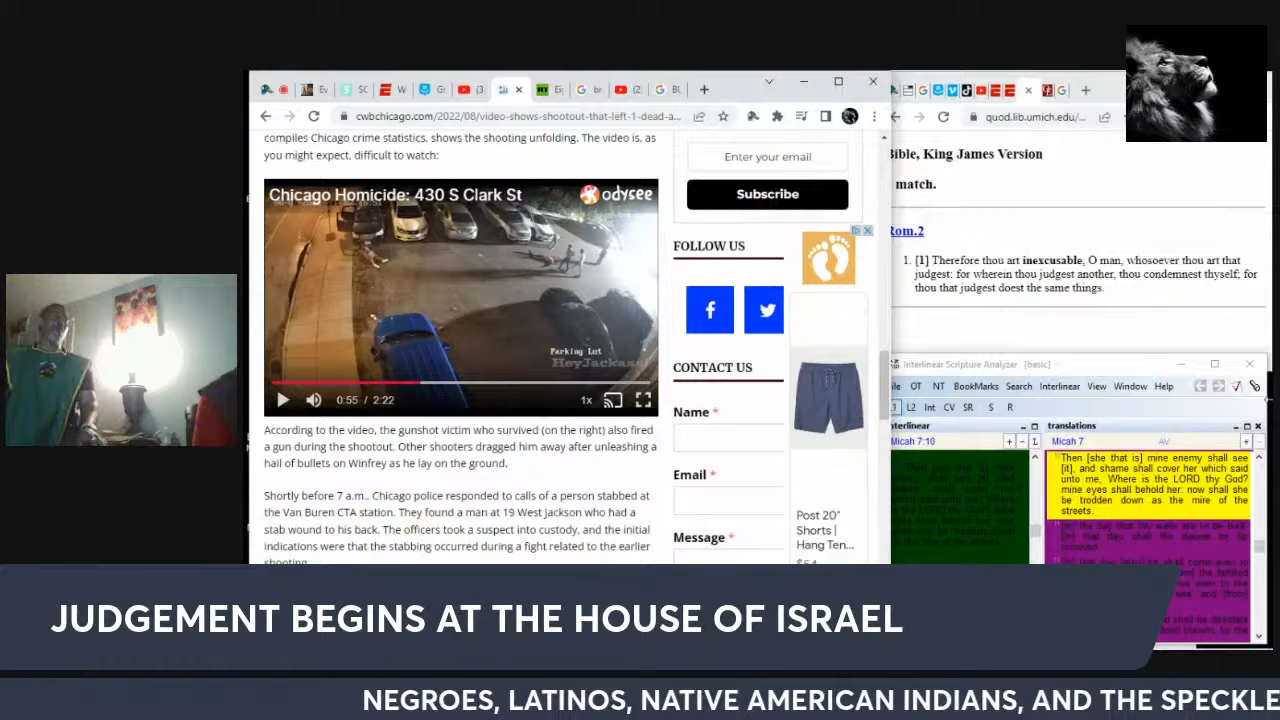 cwbchicago.com/2022/08/video-shows-shootout-that-left-1-dead-a...
compiles Chicago crime statistics, shows the shooting unfolding. The video is, as
you might expect, difficult to watch:
Chicago Homicide: 430 S Clark St
odysee
Parking Lot
HeyJackass
0:55 / 2:22
1x
According to the video, the gunshot victim who survived (on the right) also fired
a gun during the shootout. Other shooters dragged him away after unleashing a
hail of bullets on Winfrey as he lay on the ground.
Shortly before 7 a.m.. Chicago police responded to calls of a person stabbed at
the Van Buren CTA station. They found a man at 19 West Jackson who had a
stab wound to his back. The officers took a suspect into custody, and the initial
indications were that the stabbing occurred during a fight related to the earlier
shooting.
Enter your email
Subscribe
FOLLOW US
CONTACT US
Name *
Email *
Message *
Post 20"
Shorts |
Hang Ten...
$54
quod.lib.umich.edu/...
Bible, King James Version
match.
Rom.2
1. [1] Therefore thou art inexcusable, O man, whosoever thou art that
judgest: for wherein thou judgest another, thou condemnest thyself; for
thou that judgest doest the same things.
Interlinear Scripture Analyzer [basic]
File OT NT BookMarks Search Interlinear View Window Help
L2 Int CV SR S R
interlinear
Micah 7:10
translations
Micah 7
AV
Then [she that is] mine enemy shall see
[it], and shame shall cover her which said
unto me, Where is the LORD thy God?
mine eyes shall behold her: now shall she
be trodden down as the mire of the
streets.
JUDGEMENT BEGINS AT THE HOUSE OF ISRAEL
NEGROES, LATINOS, NATIVE AMERICAN INDIANS, AND THE SPECKLE